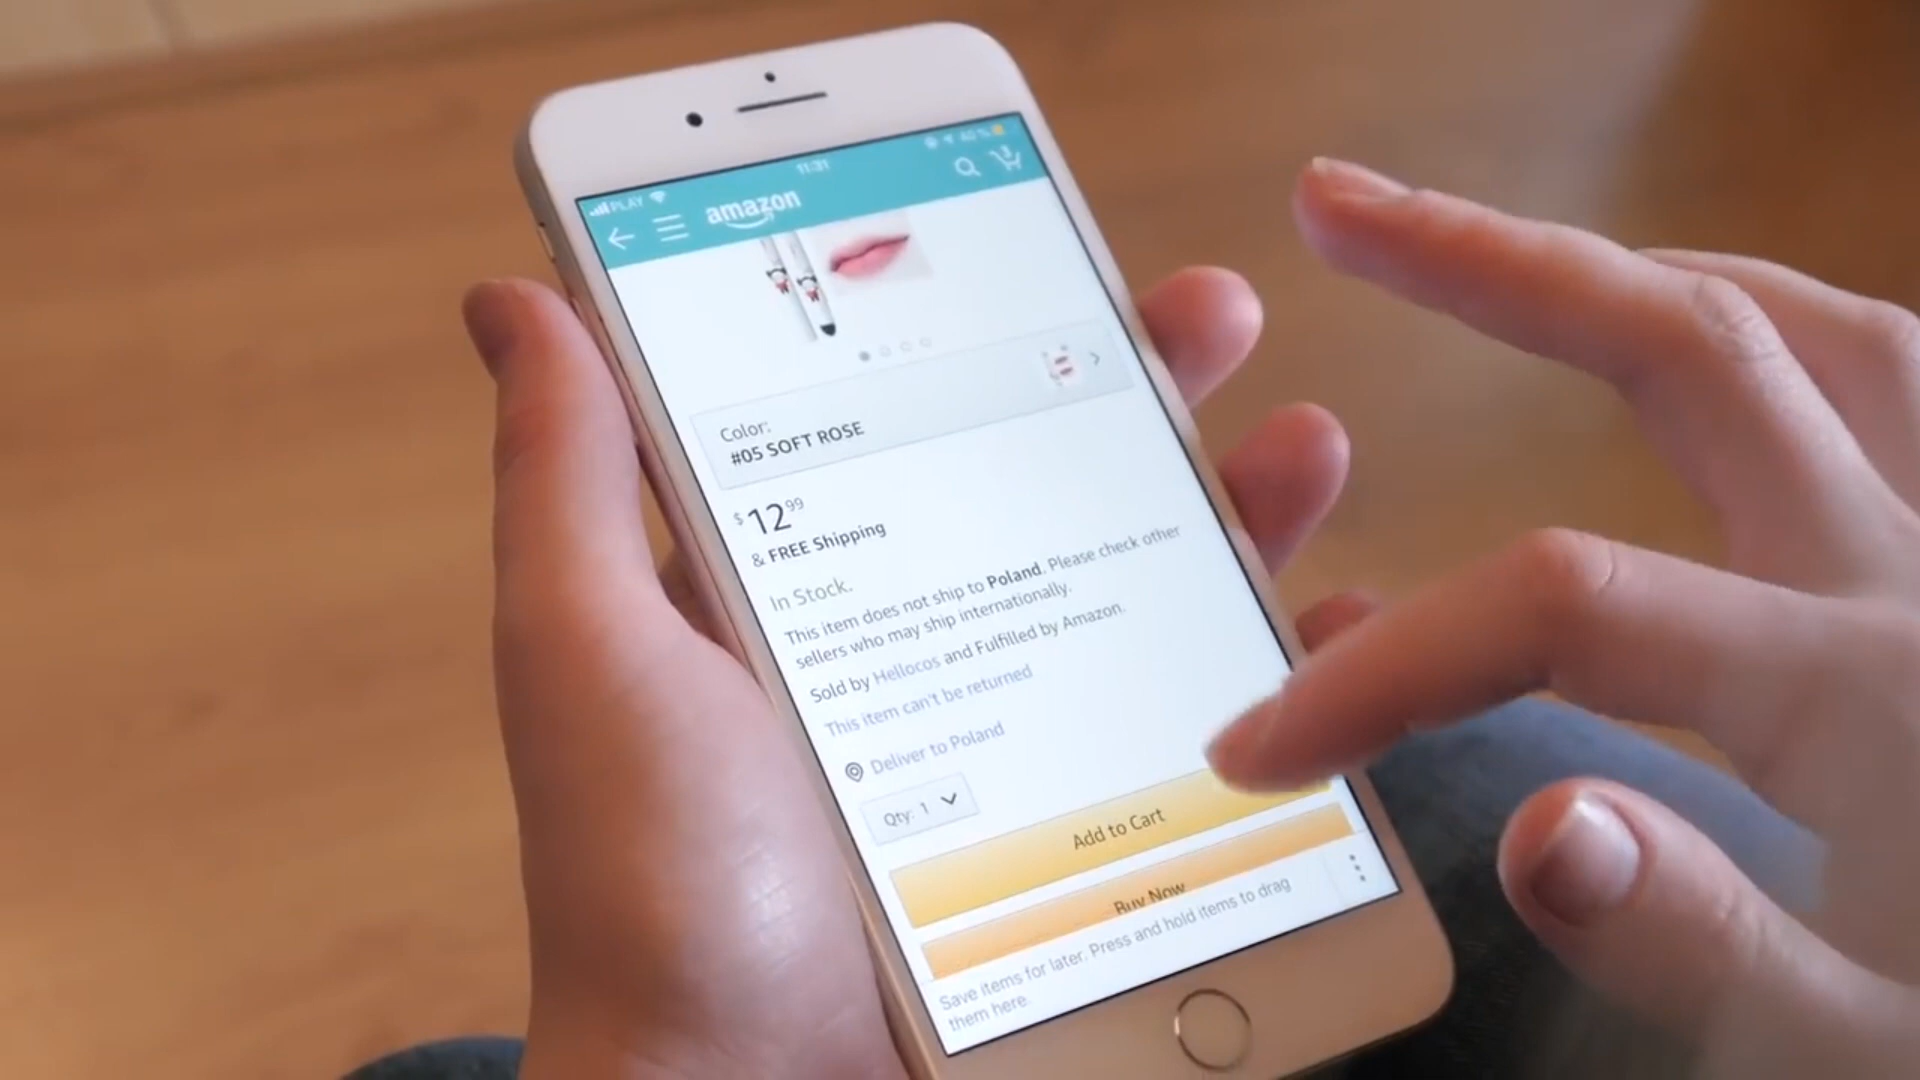 PLAY
11:31
3
amazon
Color:
#05 SOFT ROSE
$12 99
& FREE Shipping
In Stock.
This item does not ship to Poland. Please check other
sellers who may ship internationally.
Sold by Hellocos and Fulfilled by Amazon.
This item can't be returned
Deliver to Poland
Qty: 1
Add to Cart
Buy Now
Save items for later. Press and hold items to drag
them here